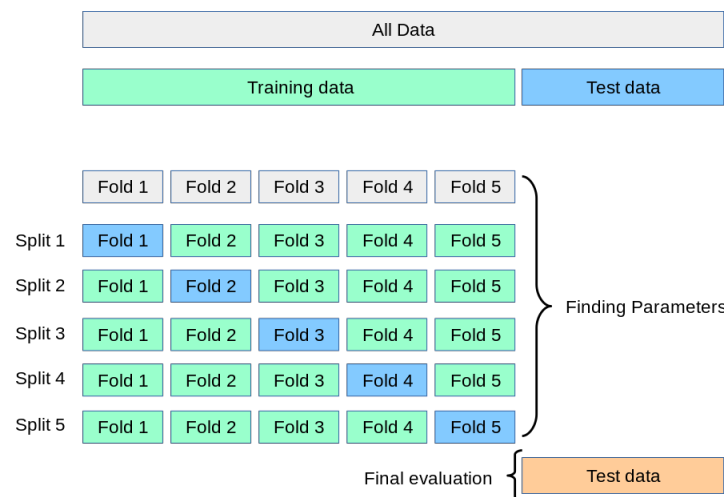 All Data
Training data Test data
Fold 1 Fold 2 Fold 3 Fold 4 Fold 5
Split 1 Fold 1 Fold 2 Fold 3 Fold 4 Fold 5
Split 2 Fold 1 Fold 2 Fold 3 Fold 4 Fold 5
Finding Parameters
Split 3 Fold 1 Fold 2 Fold 3 Fold 4 Fold 5
Split 4 Fold 1 Fold 2 Fold 3 Fold 4 Fold 5
Split 5 Fold 1 Fold 2 Fold 3 Fold 4 Fold 5
Final evaluation Test data